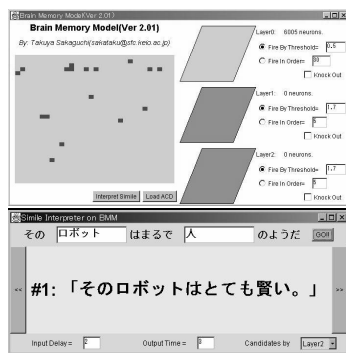 Brain Memory Model(Ver 2.01)
Brain Memory Model(Ver 2.01)
By: Takuya Sakaguchi(sakataku@sfc.keio.ac.jp)
Layer0: 6005 neurons.
Fire By Threshold= 0.5
Fire In Order= 30
Knock Out
Layer1: 0 neurons.
Fire By Threshold= 1.7
Fire In Order= 5
Knock Out
Layer2: 0 neurons.
Fire By Threshold= 1.7
Fire In Order= 5
Knock Out
Interpret Simile Load ACD
Simile Interpreter on BMM
その ロボット はまるで 人 のようだ GO!!
<< #1: 「そのロボットはとても賢い。」 >>
Input Delay= 2 Output Time= Candidates by Layer2